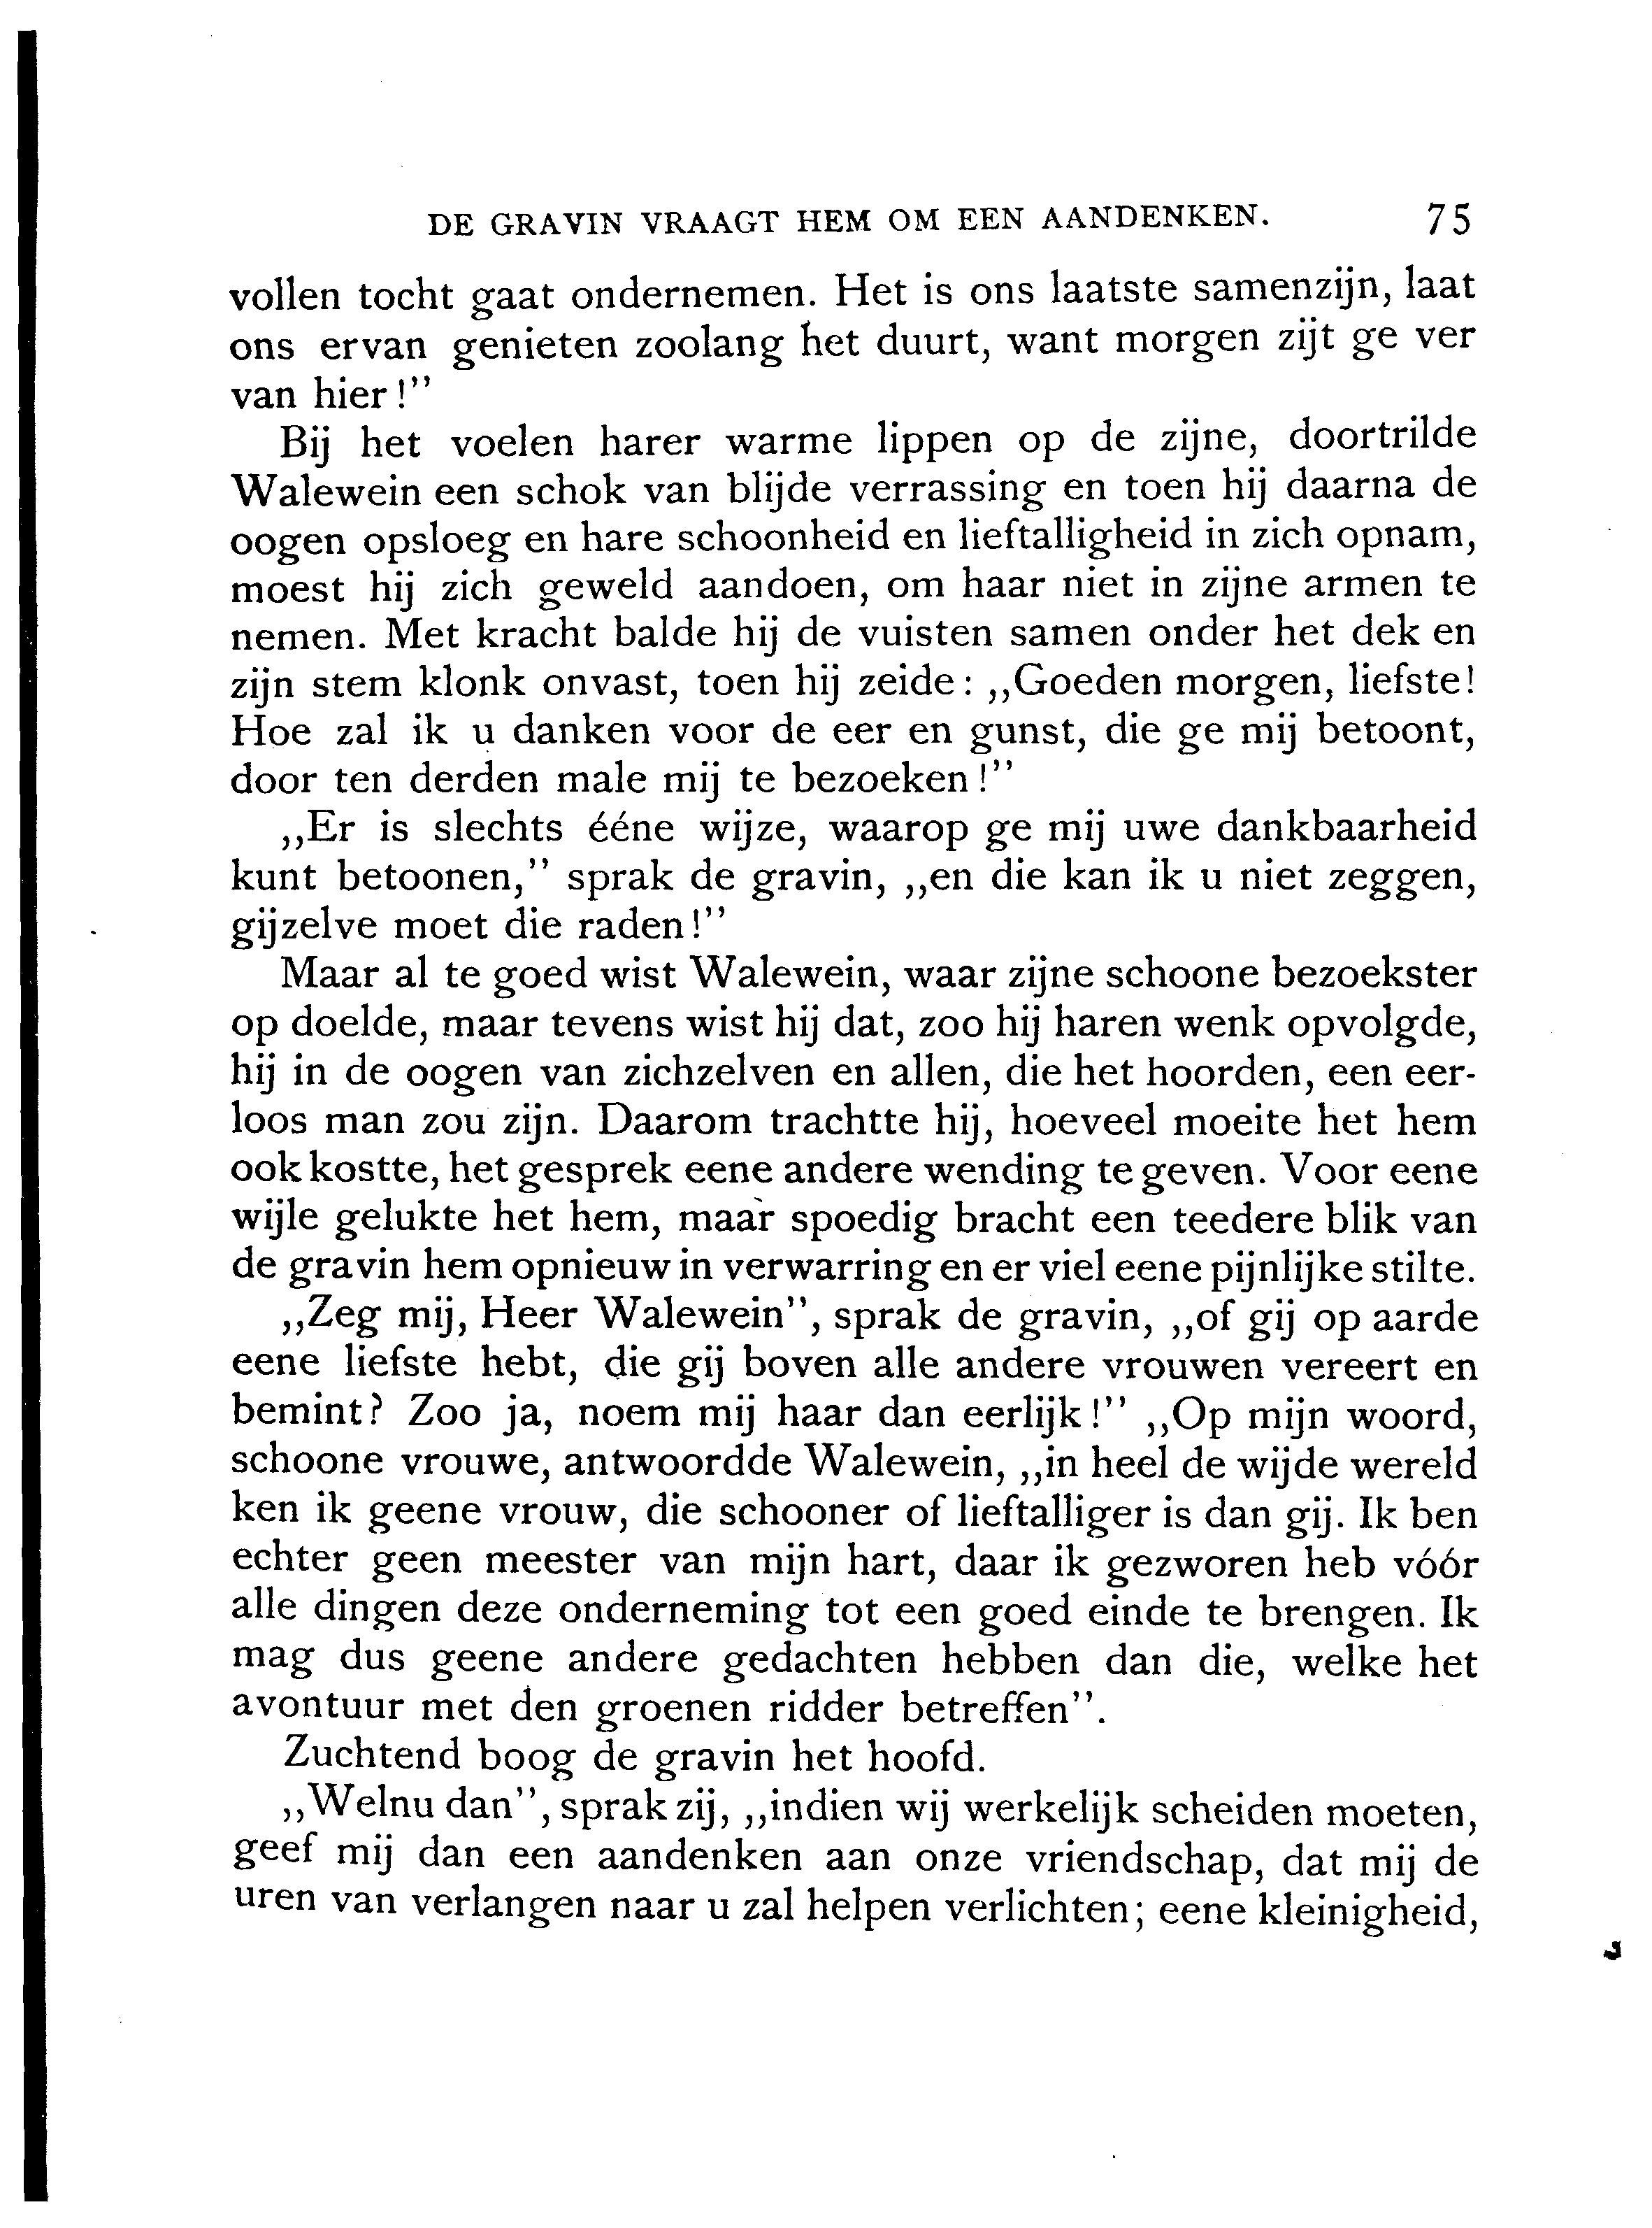 DE GRAVIN VRAAGT HEM OM EEN AANDENKEN. 75
vollen tocht gaat ondernemen. Het is ons laatste samenzijn, laat
ons ervan genieten zoolang het duurt, want morgen zijt ge ver
van hier!”
Bij het voelen harer warme lippen op de zijne, doortrilde
Walewein een schok van blijde verrassing en toen hij daarna de
oogen opsloeg en hare schoonheid en lieftalligheid in zich opnam,
moest hij zich geweld aandoen, om haar niet in zijne armen te
nemen. Met kracht balde hij de vuisten samen onder het dek en
zijn stem klonk onvast, toen hij zeide: „Goeden morgen, liefste!
Hoe zal ik u danken voor de eer en gunst, die ge mij betoont,
door ten derden male mij te bezoeken!”
„Er is slechts ééne wijze, waarop ge mij uwe dankbaarheid
kunt betoonen,” sprak de gravin, „en die kan ik u niet zeggen,
gijzelve moet die raden!”
Maar al te goed wist Walewein, waar zijne schoone bezoekster
op doelde, maar tevens wist hij dat, zoo hij haren wenk opvolgde,
hij in de oogen van zichzelven en allen, die het hoorden, een eer-
loos man zou zijn. Daarom trachtte hij, hoeveel moeite het hem
ook kostte, het gesprek eene andere wending te geven. Voor eene
wijle gelukte het hem, maar spoedig bracht een teedere blik van
de gravin hem opnieuw in verwarring en er viel eene pijnlijke stilte.
„Zeg mij, Heer Walewein”, sprak de gravin, „of gij op aarde
eene liefste hebt, die gij boven alle andere vrouwen vereert en
bemint? Zoo ja, noem mij haar dan eerlijk!” „Op mijn woord,
schoone vrouwe, antwoordde Walewein, „in heel de wijde wereld
ken ik geene vrouw, die schooner of lieftalliger is dan gij. Ik ben
echter geen meester van mijn hart, daar ik gezworen heb vóór
alle dingen deze onderneming tot een goed einde te brengen. Ik
mag dus geene andere gedachten hebben dan die, welke het
avontuur met den groenen ridder betreffen”.
Zuchtend boog de gravin het hoofd.
„Welnu dan”, sprak zij, „indien wij werkelijk scheiden moeten,
geef mij dan een aandenken aan onze vriendschap, dat mij de
uren van verlangen naar u zal helpen verlichten; eene kleinigheid,